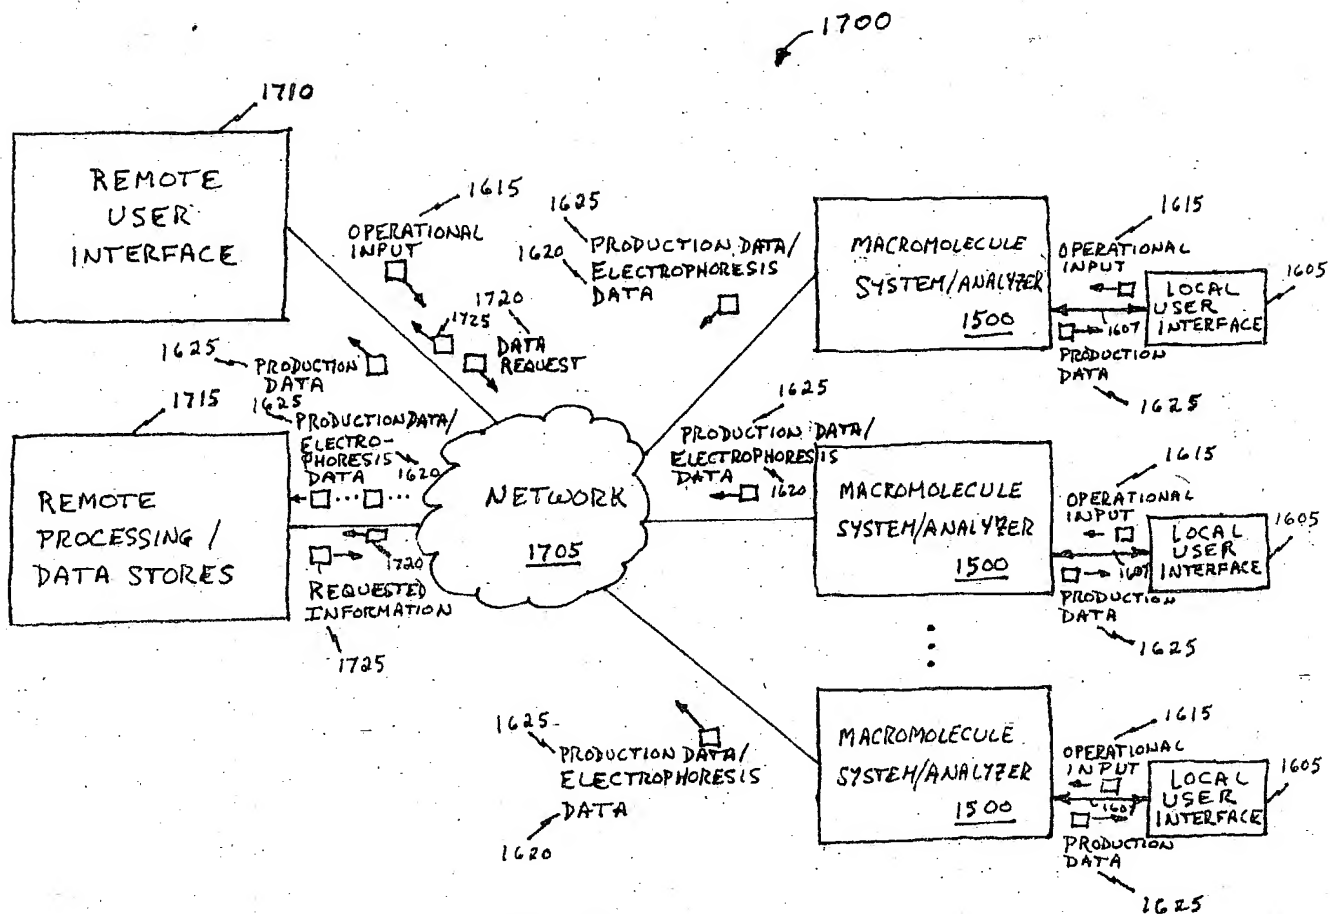 1700
1710
REMOTE
USER
INTERFACE
1615
OPERATIONAL
INPUT
1625
1620
PRODUCTION DATA/
ELECTROPHORESIS
DATA
1720
1725
DATA
REQUEST
1625
PRODUCTION
DATA
1715
REMOTE
PROCESSING /
DATA STORES
1625
PRODUCTION DATA/
ELECTRO-
PHORESIS
DATA
1620
1720
REQUESTED
INFORMATION
1725
NETWORK
1705
1625
PRODUCTION DATA/
ELECTROPHORESIS
DATA
1620
1625
PRODUCTION DATA/
ELECTROPHORESIS
DATA
1620
MACROMOLECULE
SYSTEM/ANALYZER
1500
1615
OPERATIONAL
INPUT
1607
PRODUCTION
DATA
1625
LOCAL
USER
INTERFACE
1605
MACROMOLECULE
SYSTEM/ANALYZER
1500
1615
OPERATIONAL
INPUT
1607
PRODUCTION
DATA
1625
LOCAL
USER
INTERFACE
1605
MACROMOLECULE
SYSTEM/ANALYZER
1500
1615
OPERATIONAL
INPUT
1607
PRODUCTION
DATA
1625
LOCAL
USER
INTERFACE
1605